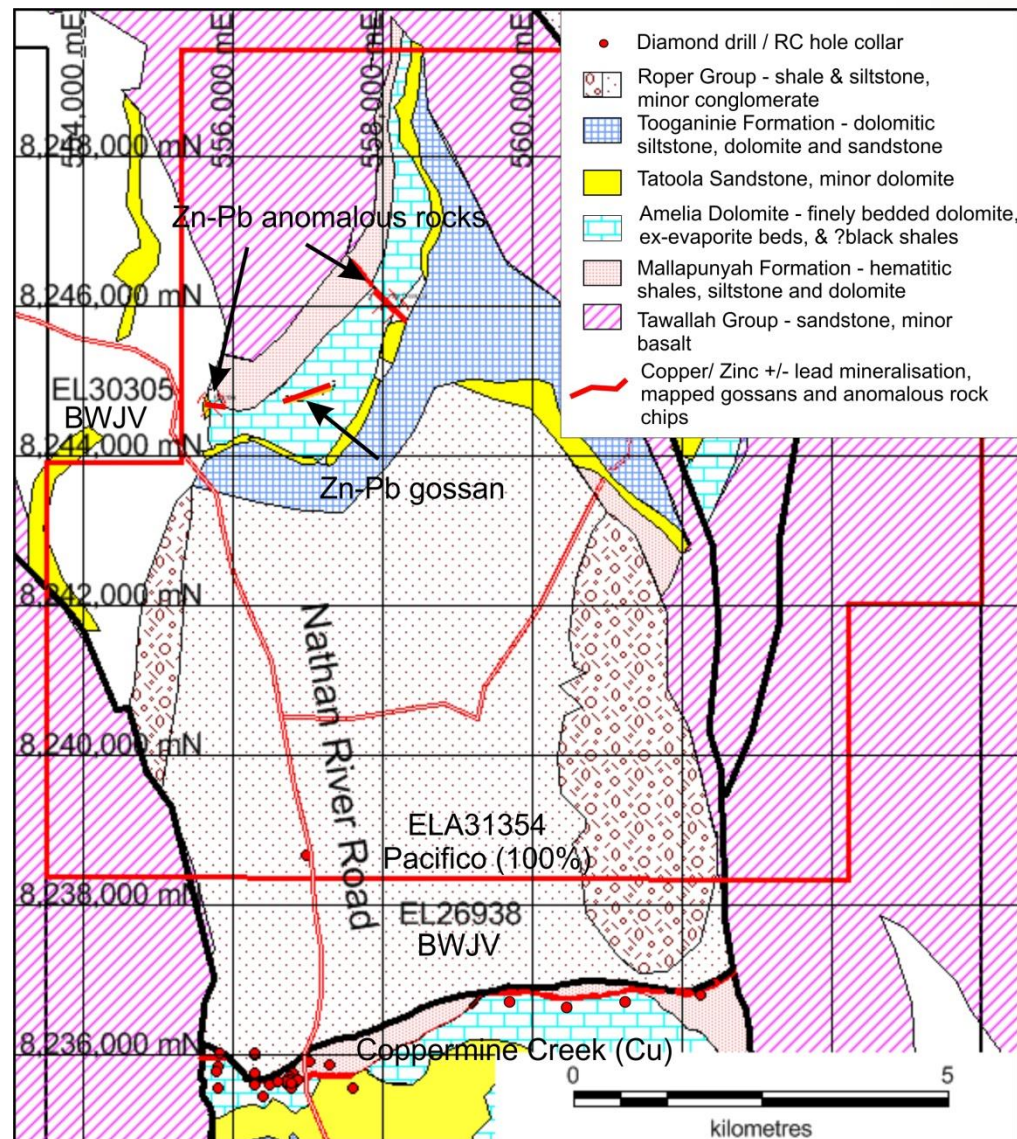 554,000 mE
556,000 mE
558,000 mE
560,000 mE
Diamond drill / RC hole collar
Roper Group - shale & siltstone,
minor conglomerate
Tooganinie Formation - dolomitic
siltstone, dolomite and sandstone
Tatoola Sandstone, minor dolomite
Amelia Dolomite - finely bedded dolomite,
ex-evaporite beds, & ?black shales
Mallapunyah Formation - hematitic
shales, siltstone and dolomite
Tawallah Group - sandstone, minor
basalt
Copper/ Zinc +/- lead mineralisation,
mapped gossans and anomalous rock
chips
8,248,000 mN
Zn-Pb anomalous rocks
8,246,000 mN
EL30305
BWJV
8,244,000 mN
Zn-Pb gossan
8,242,000 mN
Nathan River Road
8,240,000 mN
ELA31354
Pacifico (100%)
8,238,000 mN
EL26938
BWJV
8,236,000 mN
Coppermine Creek (Cu)
0 5
kilometres